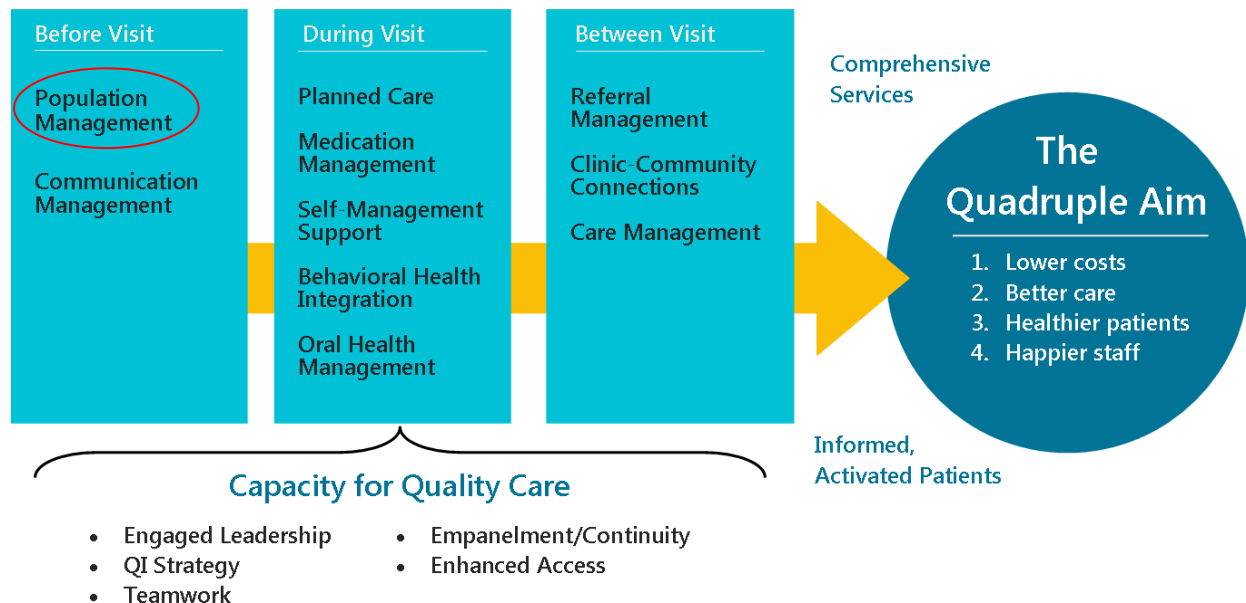 Before Visit
Population
Management
Communication
Management
During Visit
Planned Care
Medication
Management
Self-Management
Support
Behavioral Health
Integration
Oral Health
Management
Between Visit
Referral
Management
Clinic-Community
Connections
Care Management
Comprehensive
Services
The
Quadruple Aim
1. Lower costs
2. Better care
3. Healthier patients
4. Happier staff
Informed,
Activated Patients
Capacity for Quality Care
• Engaged Leadership
• QI Strategy
• Teamwork
• Empanelment/Continuity
• Enhanced Access